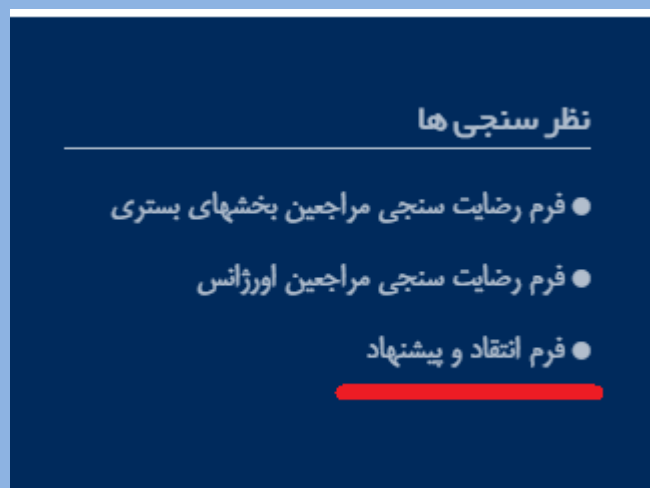 نظر سنجی ها
● فرم رضایت سنجی مراجعین بخشهای بستری
● فرم رضایت سنجی مراجعین اورژانس
● فرم انتقاد و پیشنهاد